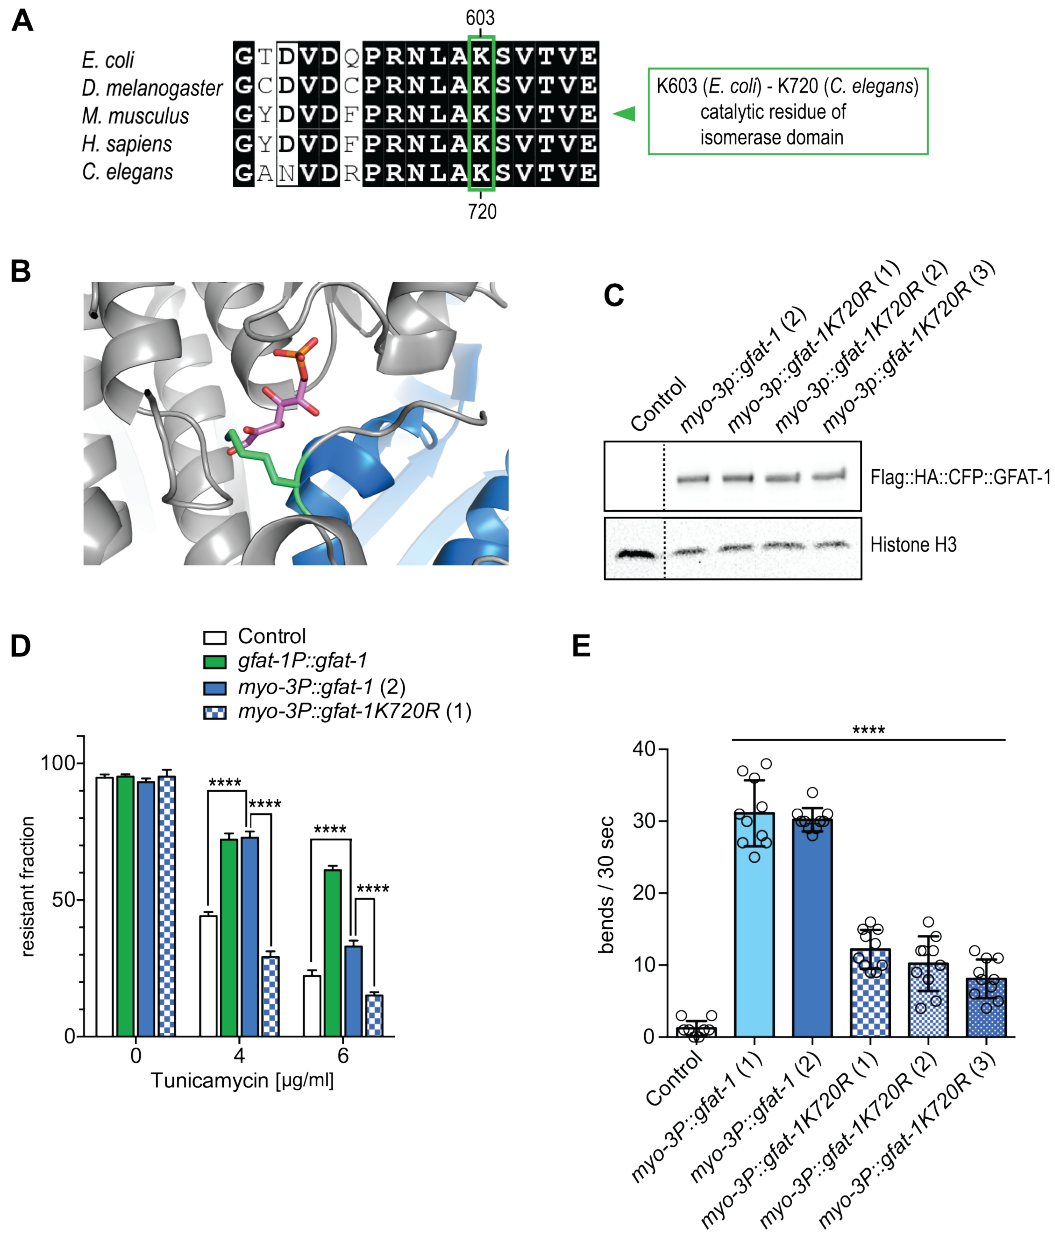 A
603
E. coli GTDVDQPRNLAKSVTVE
D. melanogaster GCDVDCPRNLAKSVTVE
M. musculus GYDVDFPRNLAKSVTVE
H. sapiens GYDVDFPRNLAKSVTVE
C. elegans GANVDRPRNLAKSVTVE
720
K603 (E. coli) - K720 (C. elegans)
catalytic residue of
isomerase domain
B
C
Control
myo-3p::gfat-1 (2)
myo-3p::gfat-1K720R (1)
myo-3p::gfat-1K720R (2)
myo-3p::gfat-1K720R (3)
Flag::HA::CFP::GFAT-1
Histone H3
D
Control
gfat-1P::gfat-1
myo-3P::gfat-1 (2)
myo-3P::gfat-1K720R (1)
resistant fraction
100
50
0
****
****
****
****
0 4 6
Tunicamycin [µg/ml]
E
****
bends / 30 sec
40
30
20
10
0
Control
myo-3P::gfat-1 (1)
myo-3P::gfat-1 (2)
myo-3P::gfat-1K720R (1)
myo-3P::gfat-1K720R (2)
myo-3P::gfat-1K720R (3)